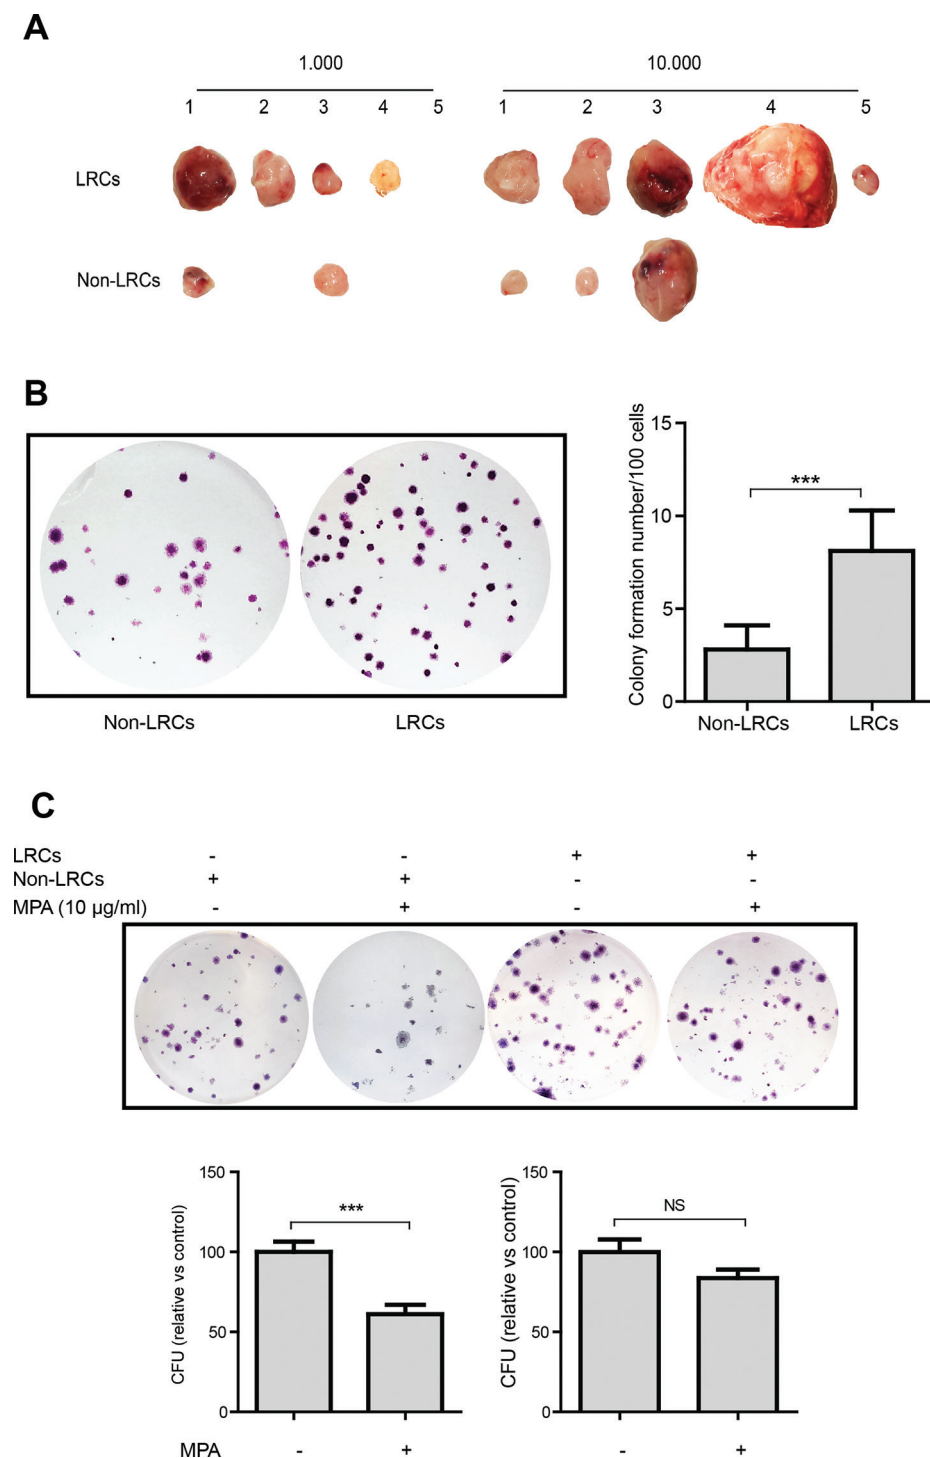 A
1.000 10.000
1 2 3 4 5 1 2 3 4 5
LRCs
Non-LRCs
B
Colony formation number/100 cells
15
10
5
0
***
Non-LRCs LRCs
Non-LRCs LRCs
C
LRCs - - + +
Non-LRCs + + - -
MPA (10 µg/ml) - + - +
CFU (relative vs control)
150
100
50
0
***
CFU (relative vs control)
150
100
50
0
NS
MPA - + - +